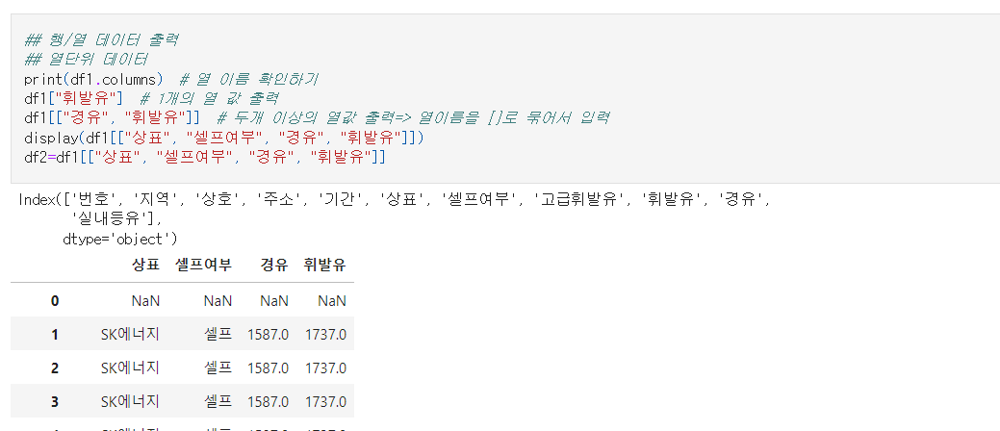 ## 행/열 데이터 출력
## 열단위 데이터
print(df1.columns)  # 열 이름 확인하기
df1["휘발유"]  # 1개의 열 값 출력
df1[["경유", "휘발유"]]  # 두개 이상의 열값 출력=> 열이름을 []로 묶어서 입력
display(df1[["상표", "셀프여부", "경유", "휘발유"]])
df2=df1[["상표", "셀프여부", "경유", "휘발유"]]
Index(['번호', '지역', '상호', '주소', '기간', '상표', '셀프여부', '고급휘발유', '휘발유', '경유',
'실내등유'],
dtype='object')
상표 셀프여부 경유 휘발유
0 NaN NaN NaN NaN
1 SK에너지 셀프 1587.0 1737.0
2 SK에너지 셀프 1587.0 1737.0
3 SK에너지 셀프 1587.0 1737.0